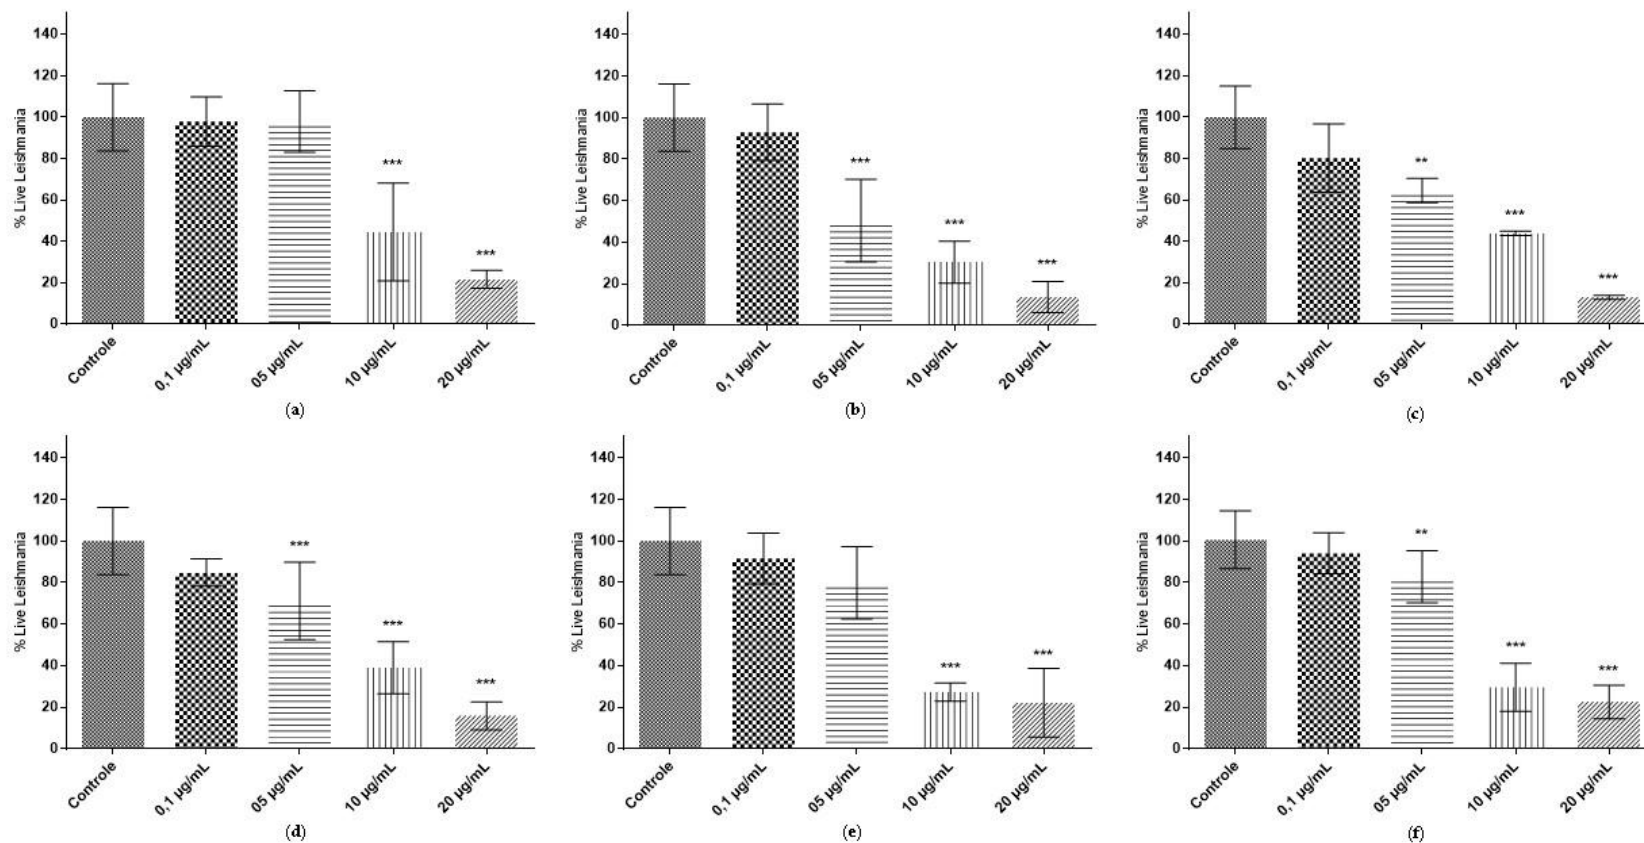 % Live Leishmania
140
120
100
80
60
40
20
0
***
***
Controle
0,1 µg/mL
05 µg/mL
10 µg/mL
20 µg/mL
(a)
% Live Leishmania
140
120
100
80
60
40
20
0
***
***
***
Controle
0,1 µg/mL
05 µg/mL
10 µg/mL
20 µg/mL
(b)
% Live Leishmania
140
120
100
80
60
40
20
0
**
***
***
Controle
0,1 µg/mL
05 µg/mL
10 µg/mL
20 µg/mL
(c)
% Live Leishmania
140
120
100
80
60
40
20
0
***
***
***
Controle
0,1 µg/mL
05 µg/mL
10 µg/mL
20 µg/mL
(d)
% Live Leishmania
140
120
100
80
60
40
20
0
***
***
Controle
0,1 µg/mL
05 µg/mL
10 µg/mL
20 µg/mL
(e)
% Live Leishmania
140
120
100
80
60
40
20
0
**
***
***
Controle
0,1 µg/mL
05 µg/mL
10 µg/mL
20 µg/mL
(f)